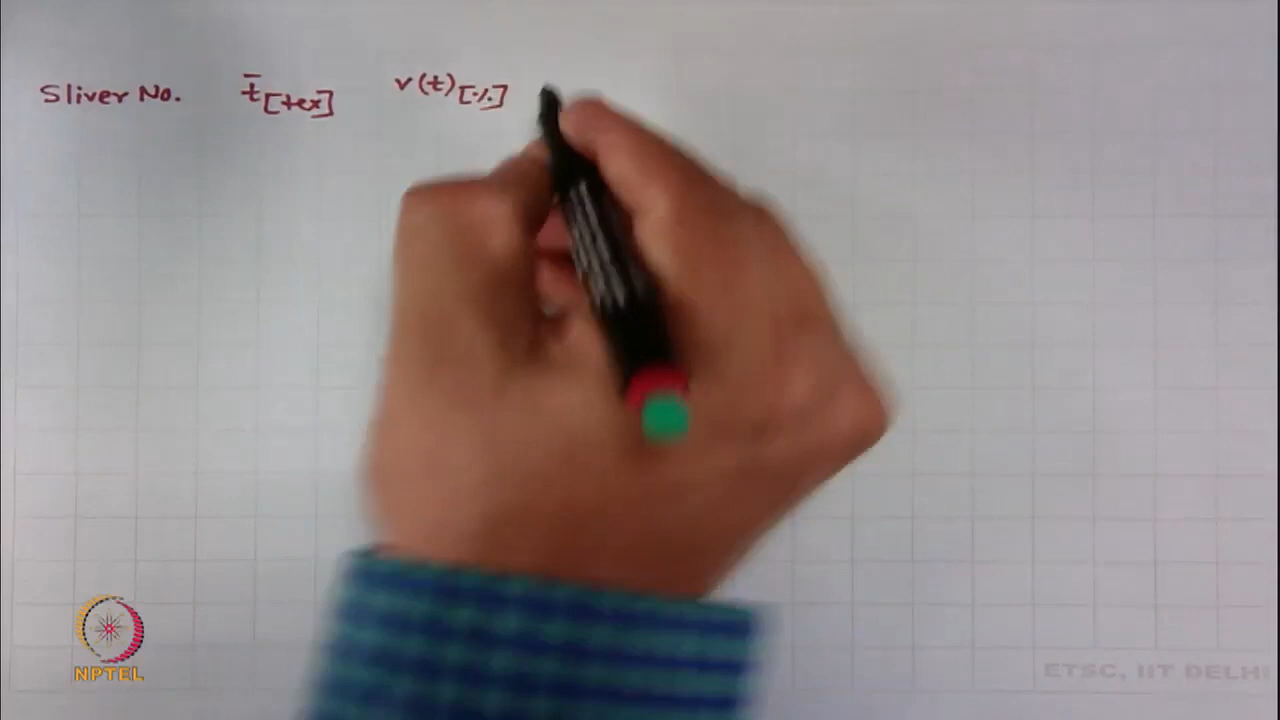 Sliver No. t̄ [tex] v(t) [%]
NPTEL
ETSC, IIT DELHI